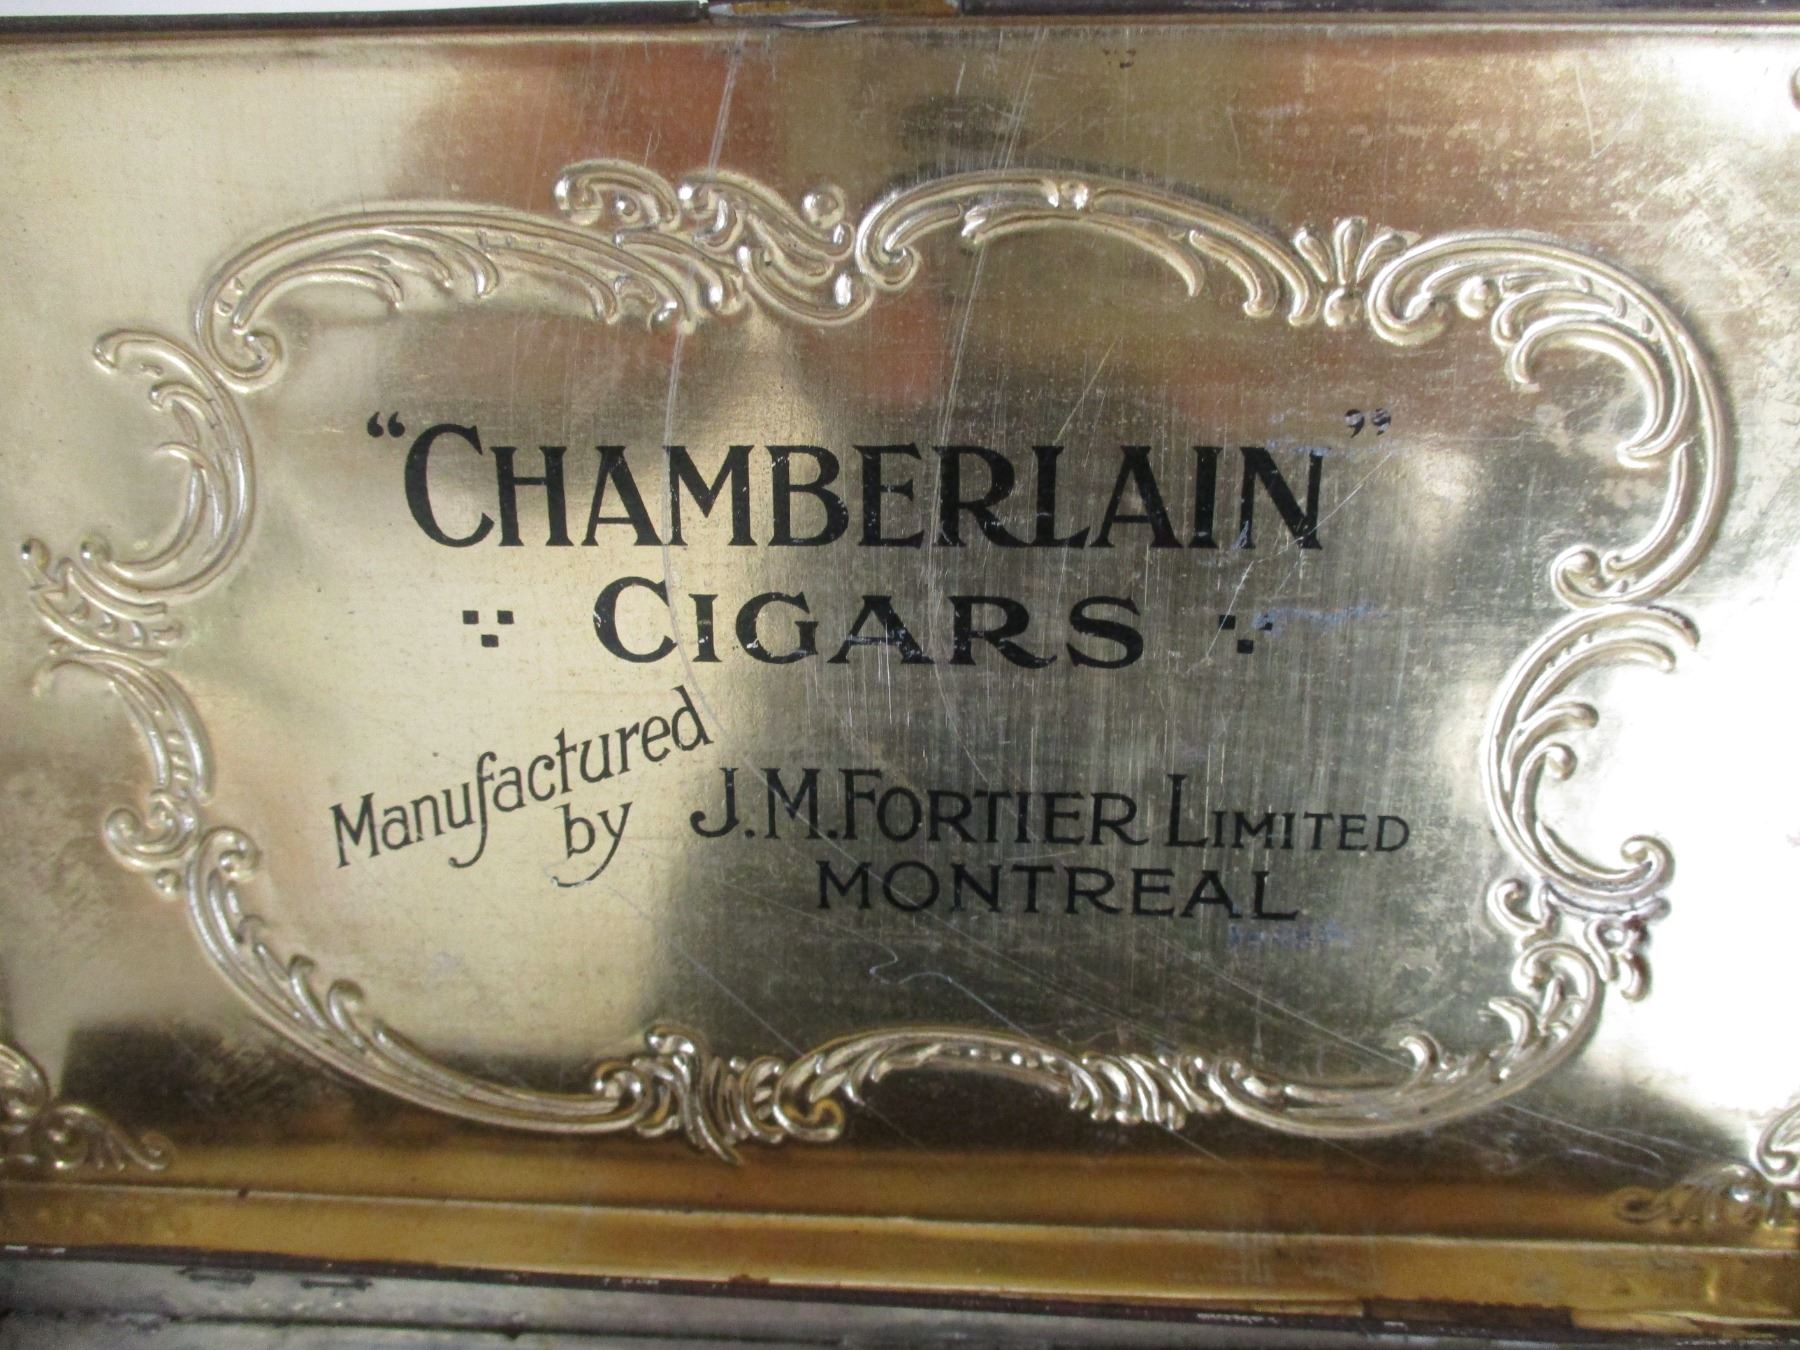 “CHAMBERLAIN”
CIGARS
Manufactured
by
J.M. FORTIER LIMITED
MONTREAL